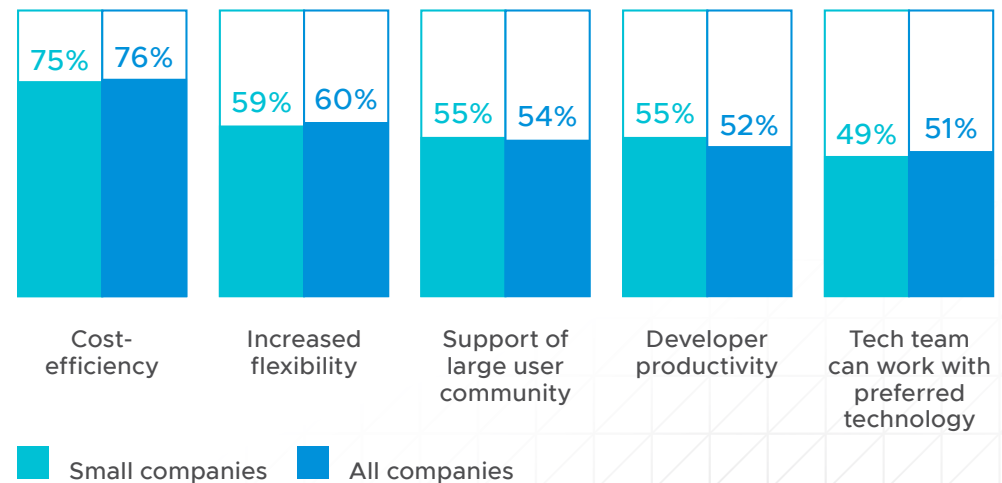 75% 76%
59% 60%
55% 54%
55% 52%
49% 51%
Cost-
efficiency
Increased
flexibility
Support of
large user
community
Developer
productivity
Tech team
can work with
preferred
technology
Small companies
All companies